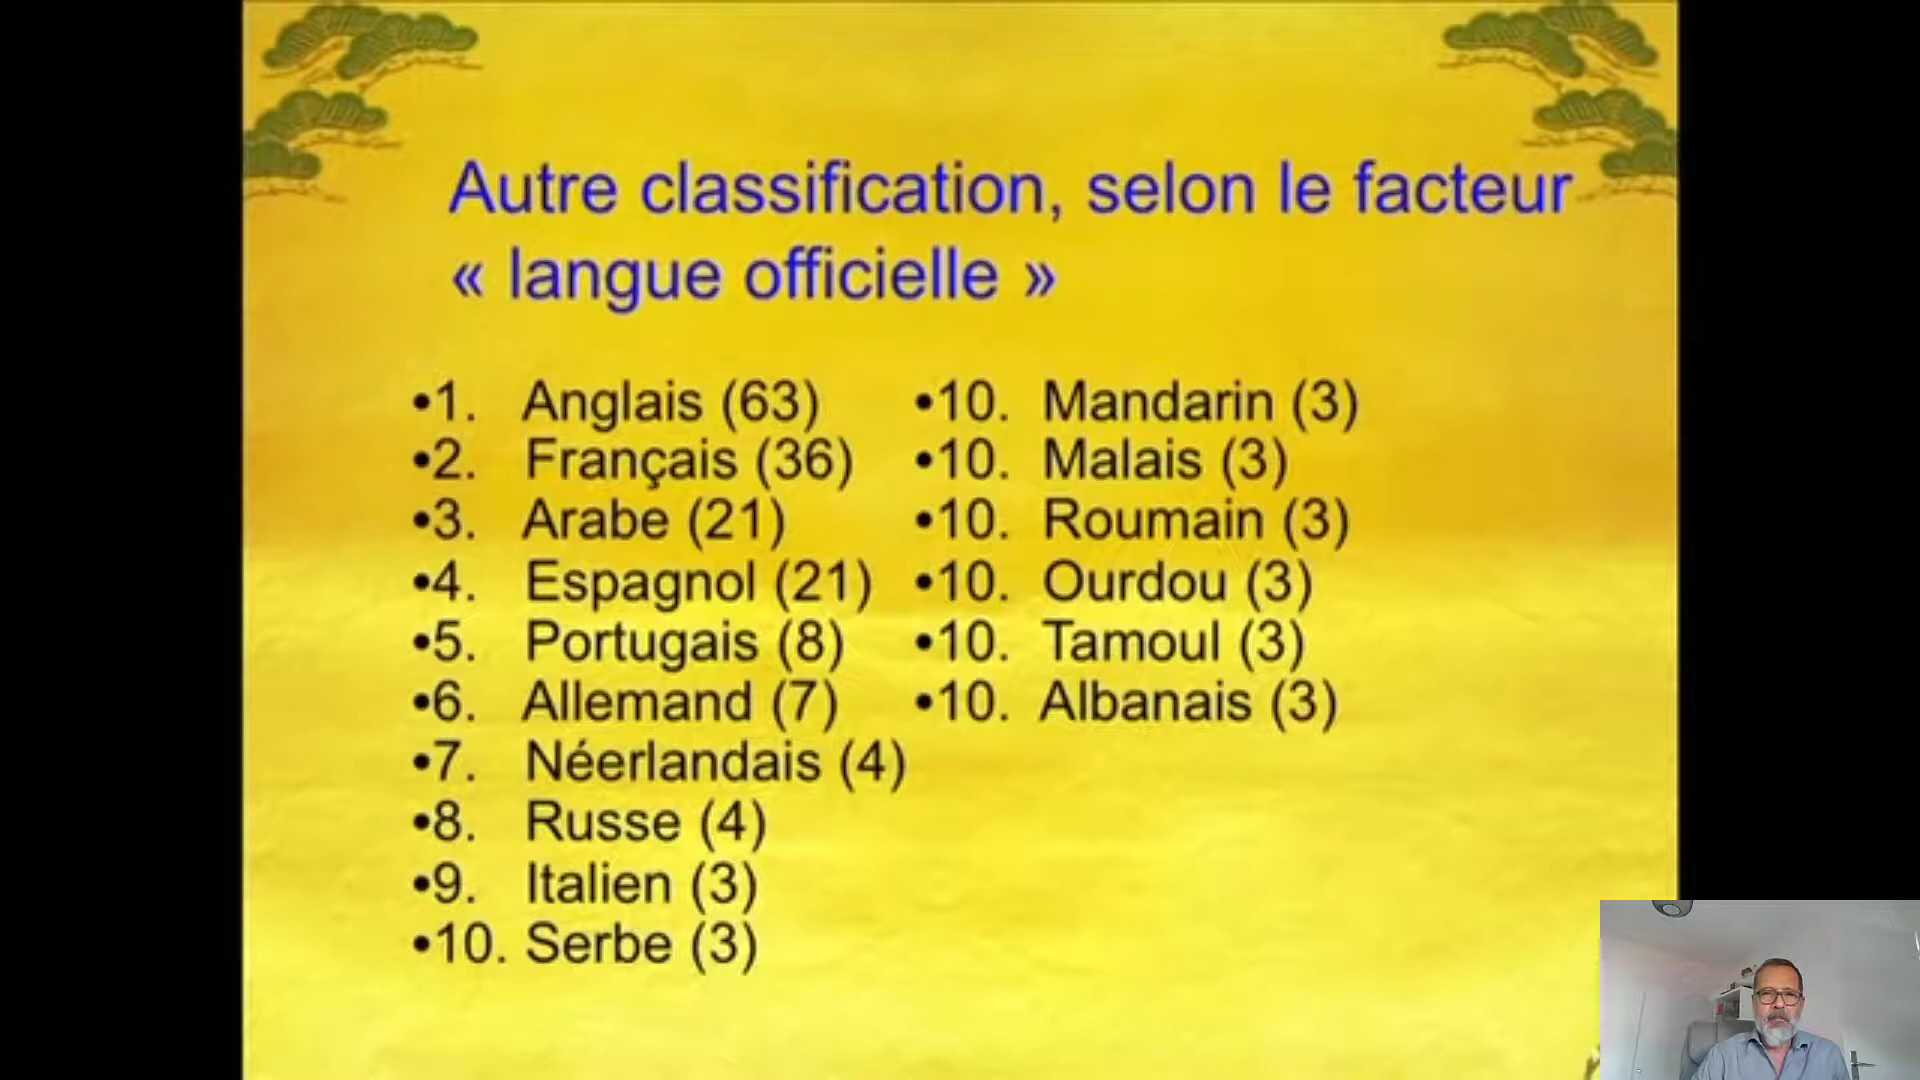 Autre classification, selon le facteur
« langue officielle »
•1. Anglais (63)
•2. Français (36)
•3. Arabe (21)
•4. Espagnol (21)
•5. Portugais (8)
•6. Allemand (7)
•7. Néerlandais (4)
•8. Russe (4)
•9. Italien (3)
•10. Serbe (3)
•10. Mandarin (3)
•10. Malais (3)
•10. Roumain (3)
•10. Ourdou (3)
•10. Tamoul (3)
•10. Albanais (3)